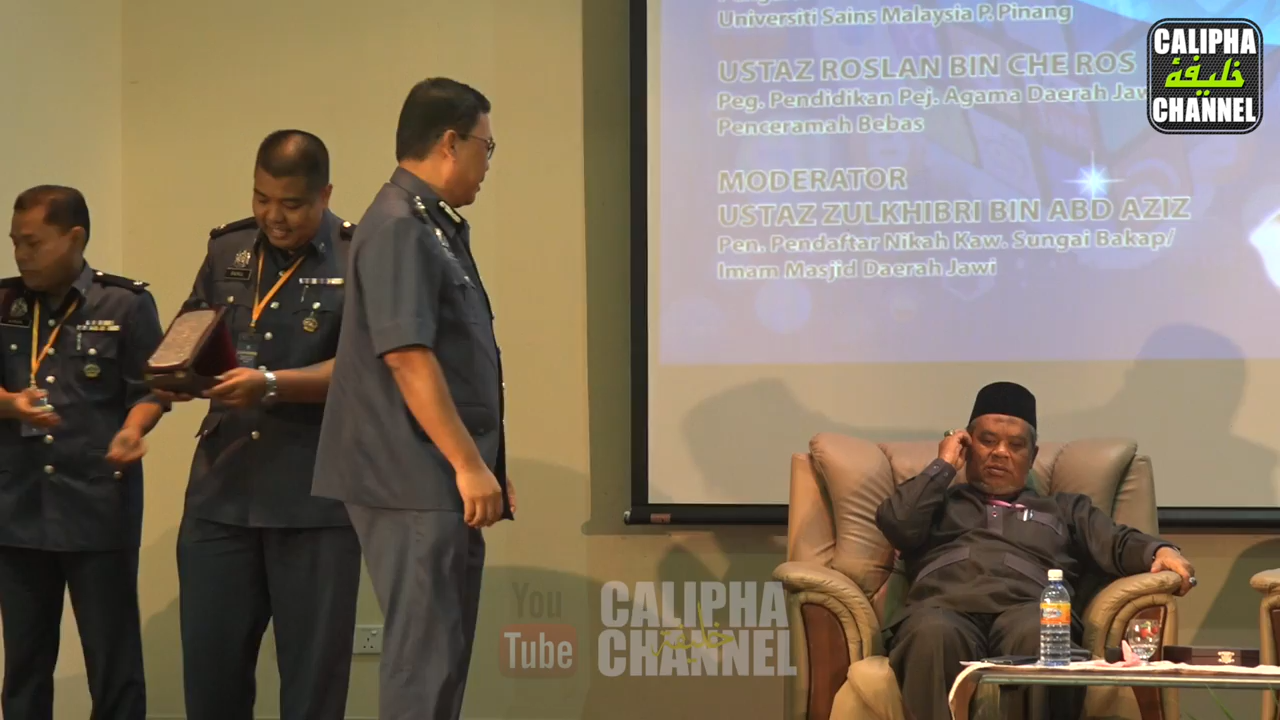 Universiti Sains Malaysia P. Pinang
USTAZ ROSLAN BIN CHE ROS
Peg. Pendidikan Pej. Agama Daerah Jawi
Penceramah Bebas
MODERATOR
USTAZ ZULKHIBRI BIN ABD AZIZ
Pen. Pendaftar Nikah Kaw. Sungai Bakap/
Imam Masjid Daerah Jawi
CALIPHA
خليفة
CHANNEL
You
Tube
CALIPHA
خليفة
CHANNEL